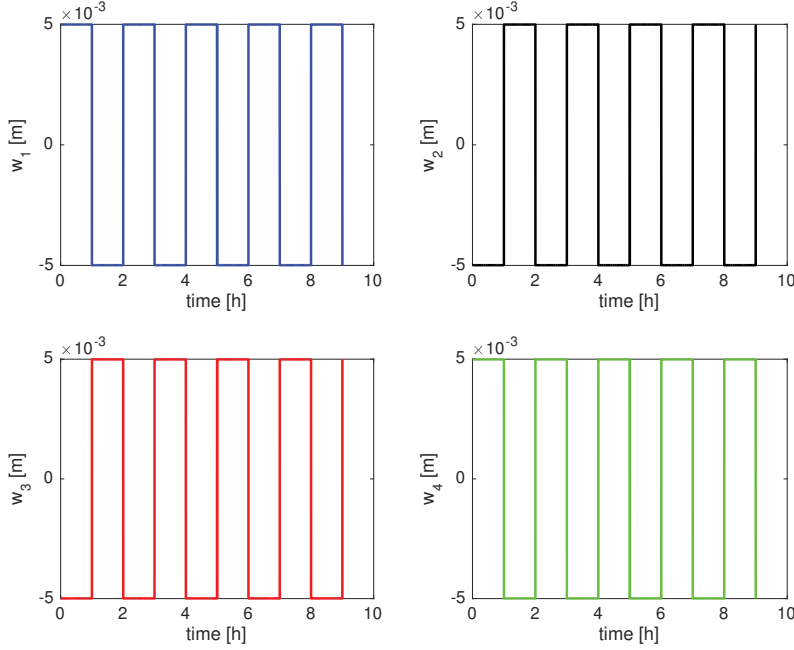 ×10⁻³
5
0
-5
w₁ [m]
0 2 4 6 8 10
time [h]
×10⁻³
5
0
-5
w₂ [m]
0 2 4 6 8 10
time [h]
×10⁻³
5
0
-5
w₃ [m]
0 2 4 6 8 10
time [h]
×10⁻³
5
0
-5
w₄ [m]
0 2 4 6 8 10
time [h]